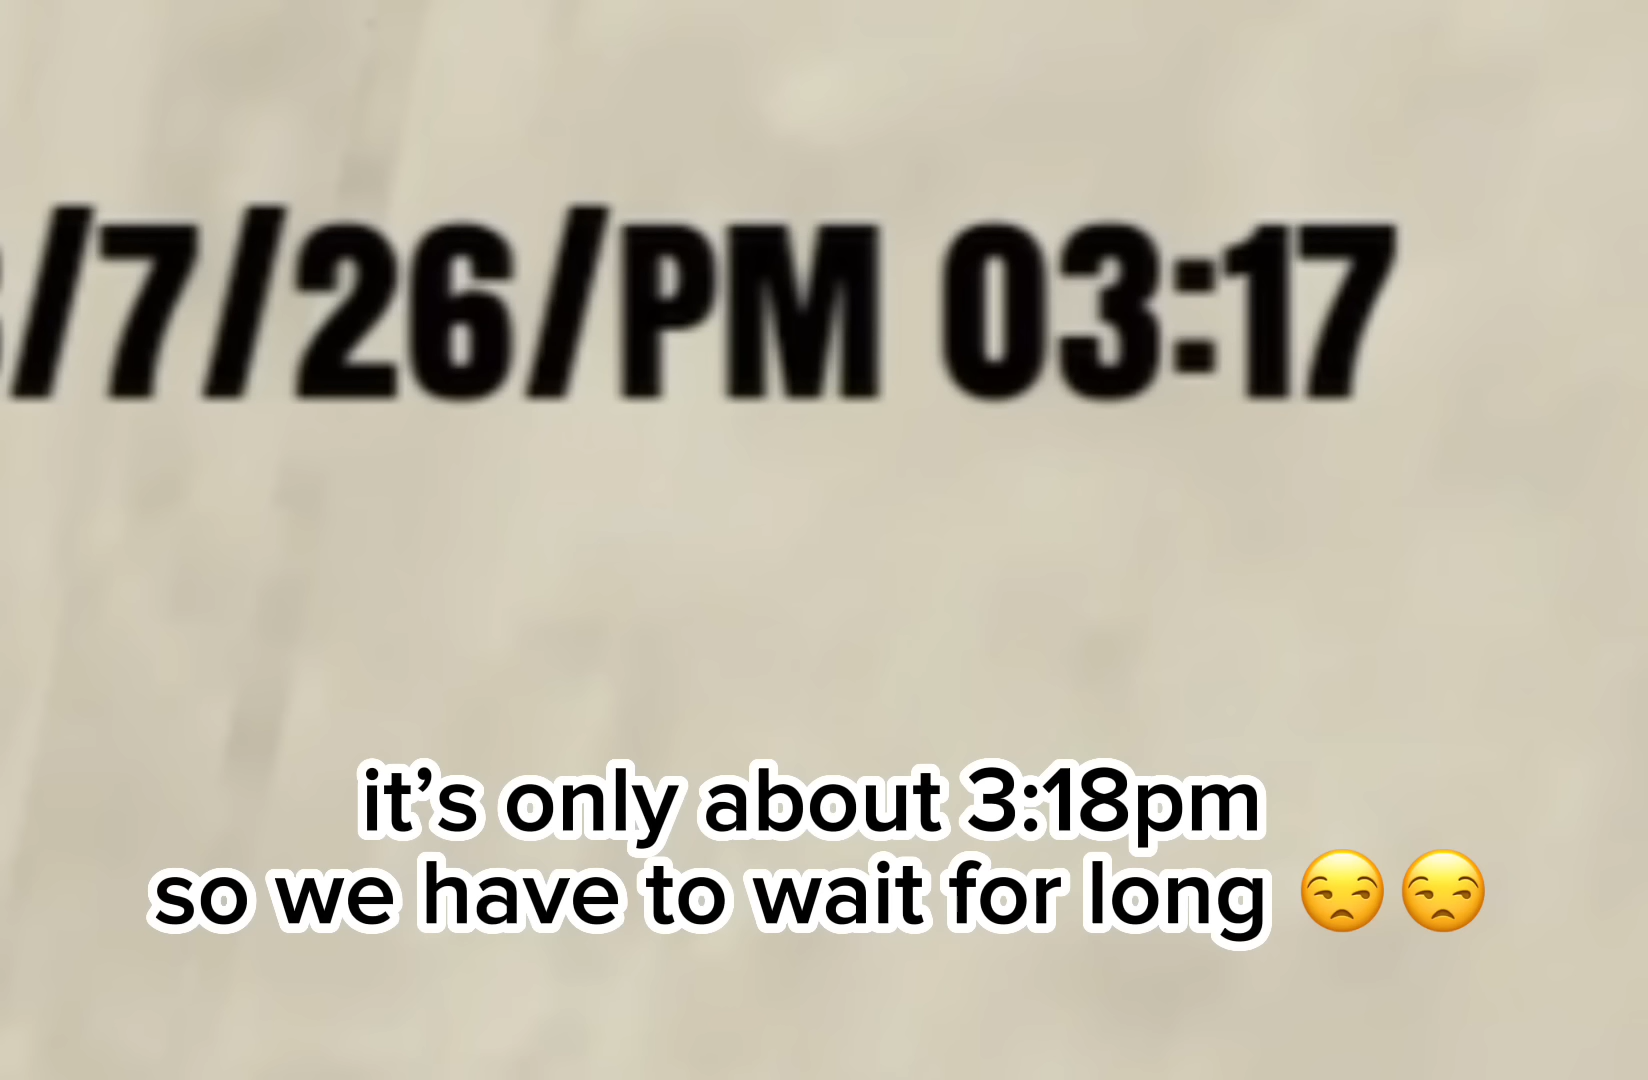 /7/26/PM 03:17
it’s only about 3:18pm
so we have to wait for long 😒😒